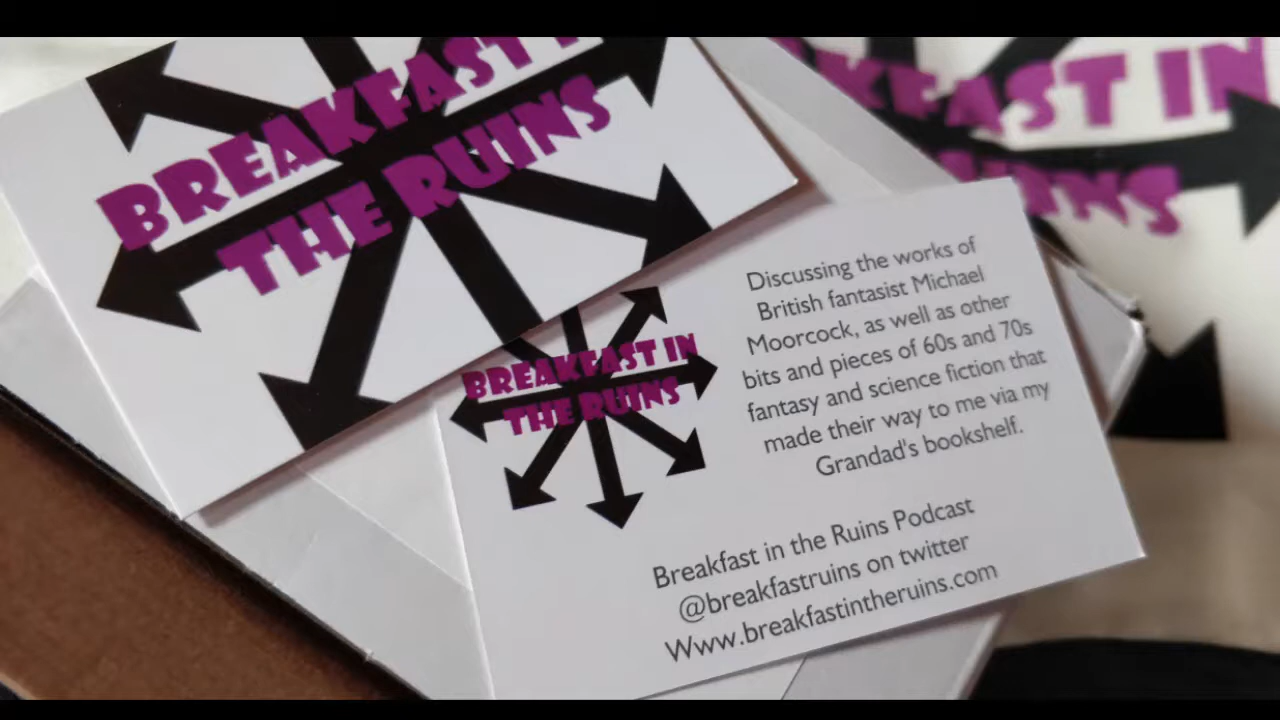 BREAKFAST I
THE RUINS
KFAST IN
RUINS
BREAKFAST IN
THE RUINS
Discussing the works of
British fantasist Michael
Moorcock, as well as other
bits and pieces of 60s and 70s
fantasy and science fiction that
made their way to me via my
Grandad's bookshelf.
Breakfast in the Ruins Podcast
@breakfastruins on twitter
Www.breakfastintheruins.com